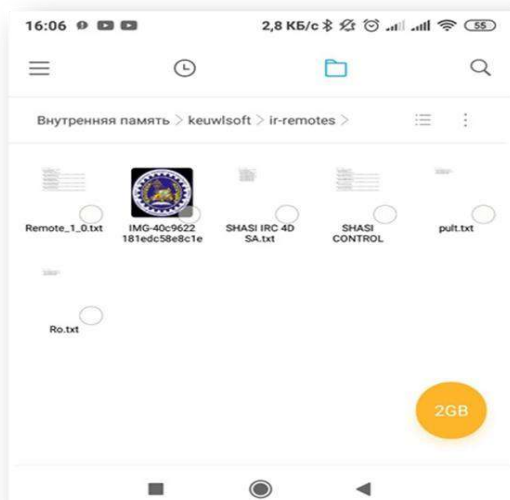 16:06 2,8 КБ/с 55
Внутренняя память > keuwlsoft > ir-remotes >
Remote_1_0.txt
IMG-40c9622
181edc58e8c1e
SHASI IRC 4D
SA.txt
SHASI
CONTROL
pult.txt
Ro.txt
2GB